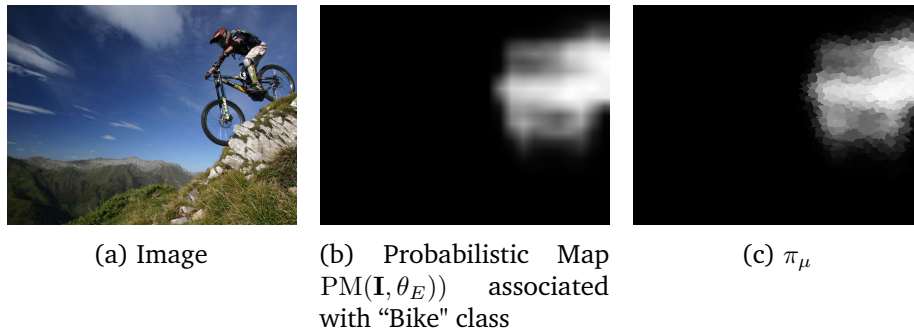 (a) Image
(b) Probabilistic Map
PM(I, θ_E)) associated
with “Bike" class
(c) π_μ